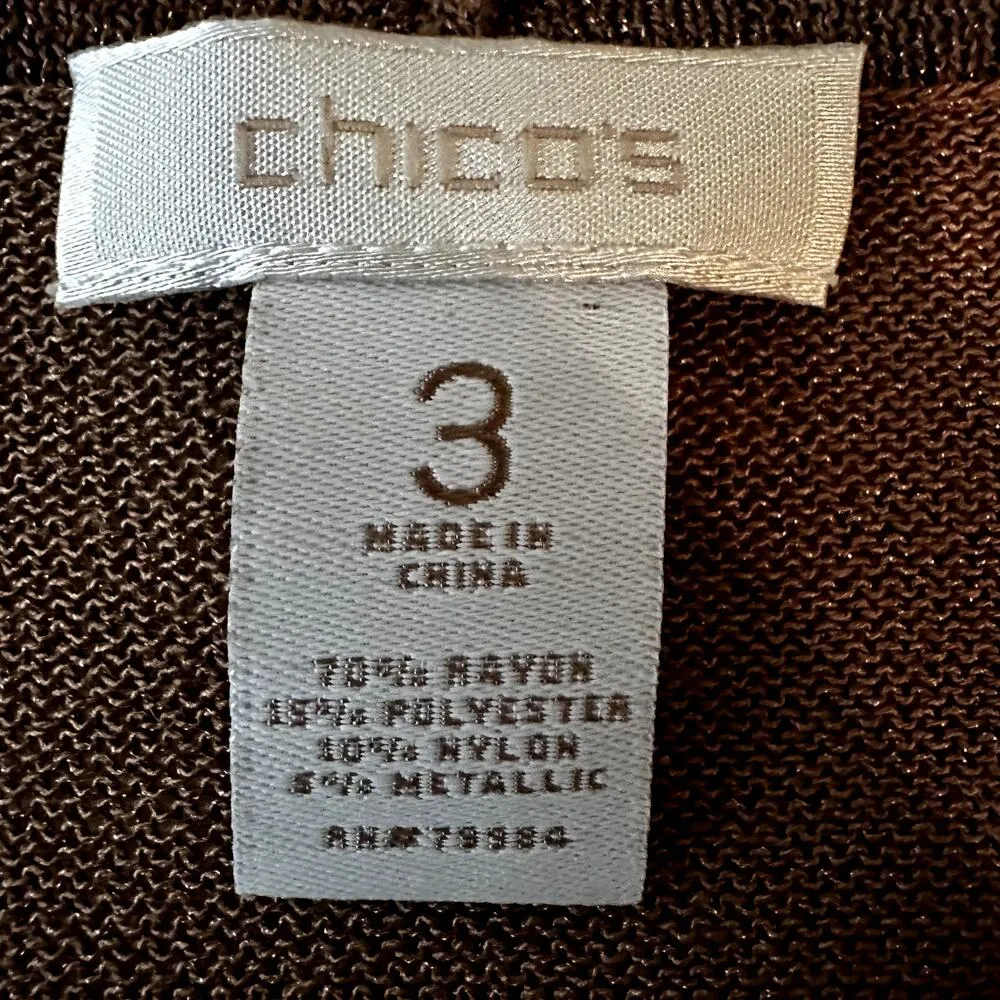 chico's
3
MADE IN
CHINA
70% RAYON
15% POLYESTER
10% NYLON
5% METALLIC
RN#79984